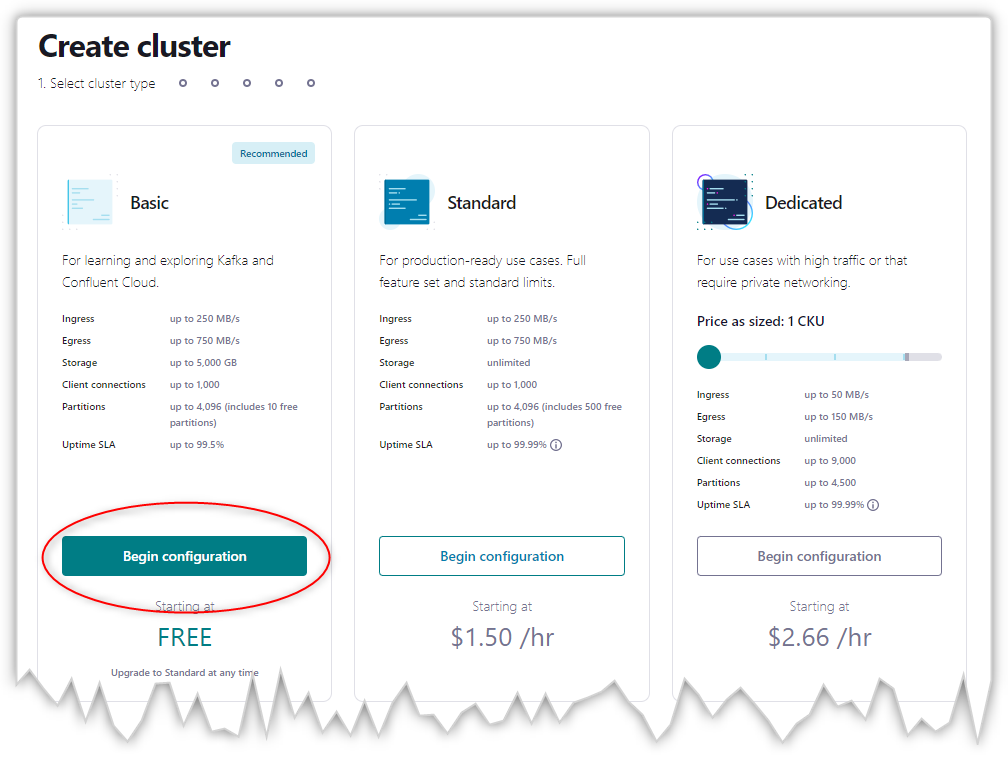 Create cluster
1. Select cluster type
Recommended
Basic
For learning and exploring Kafka and
Confluent Cloud.
Ingress up to 250 MB/s
Egress up to 750 MB/s
Storage up to 5,000 GB
Client connections up to 1,000
Partitions up to 4,096 (includes 10 free
partitions)
Uptime SLA up to 99.5%
Begin configuration
Starting at
FREE
Upgrade to Standard at any time
Standard
For production-ready use cases. Full
feature set and standard limits.
Ingress up to 250 MB/s
Egress up to 750 MB/s
Storage unlimited
Client connections up to 1,000
Partitions up to 4,096 (includes 500 free
partitions)
Uptime SLA up to 99.99%
Begin configuration
Starting at
$1.50 /hr
Dedicated
For use cases with high traffic or that
require private networking.
Price as sized: 1 CKU
Ingress up to 50 MB/s
Egress up to 150 MB/s
Storage unlimited
Client connections up to 9,000
Partitions up to 4,500
Uptime SLA up to 99.99%
Begin configuration
Starting at
$2.66 /hr